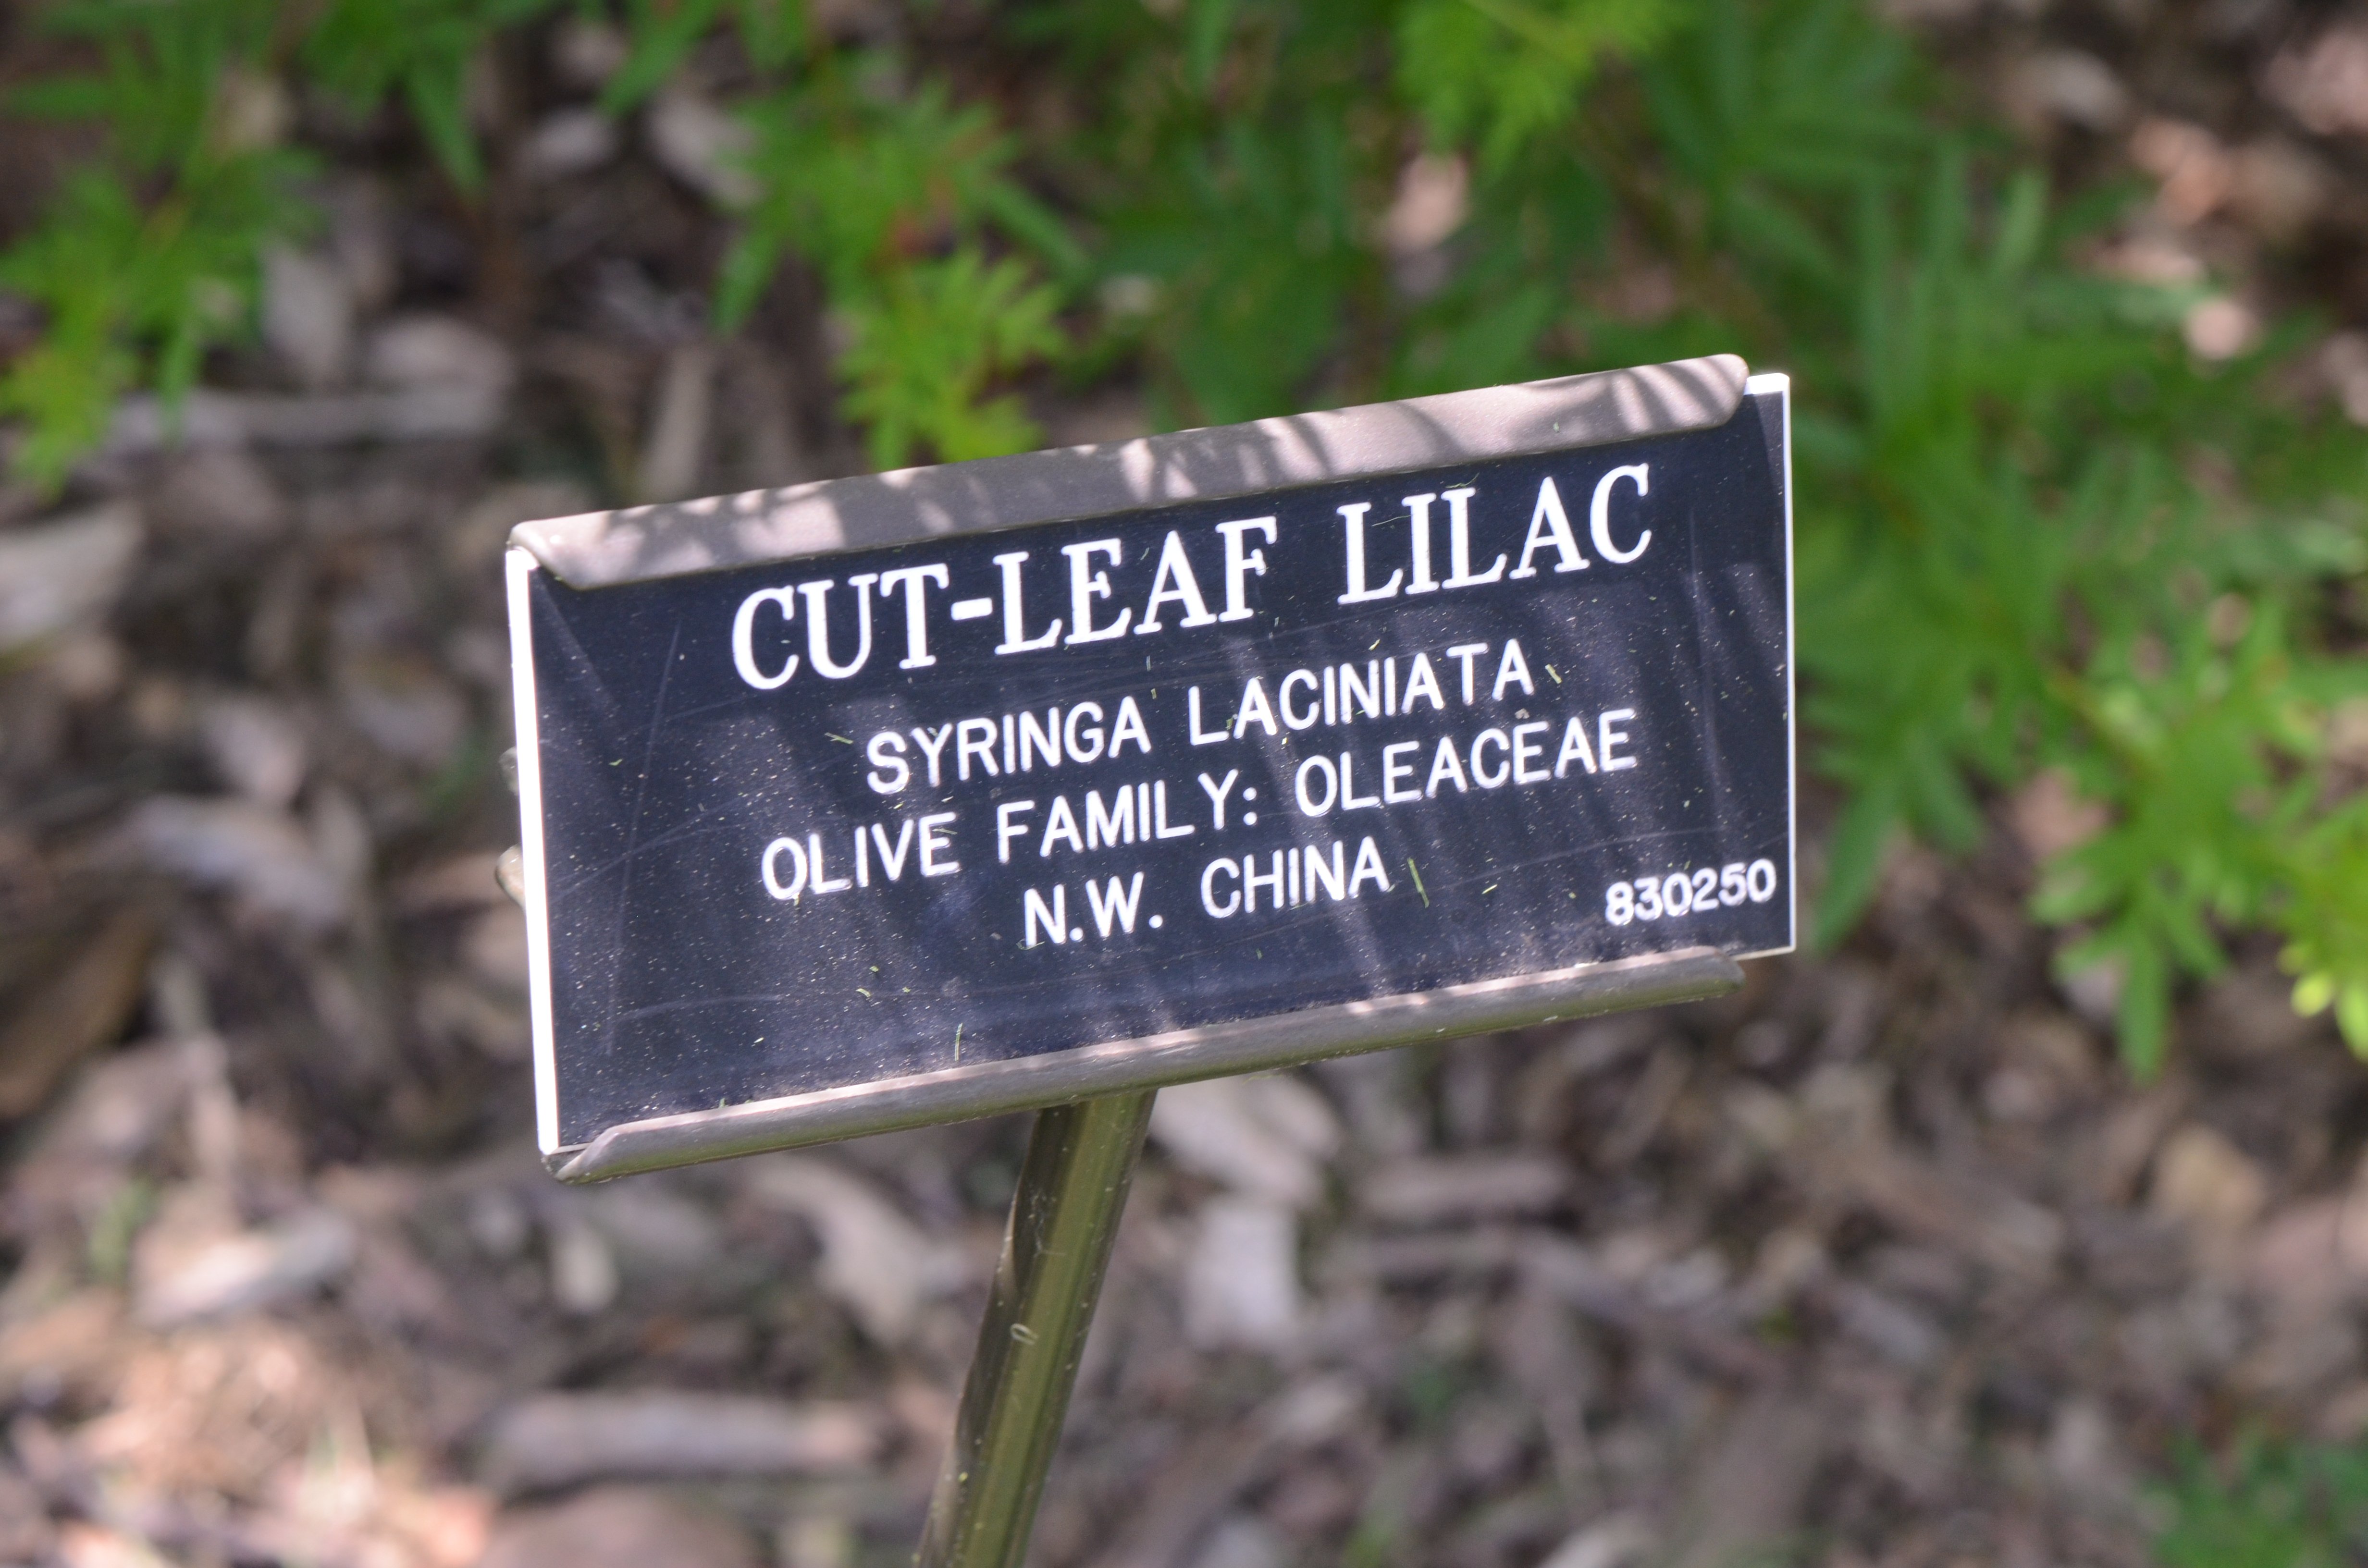 CUT-LEAF LILAC
SYRINGA LACINIATA
OLIVE FAMILY: OLEACEAE
N.W. CHINA
830250